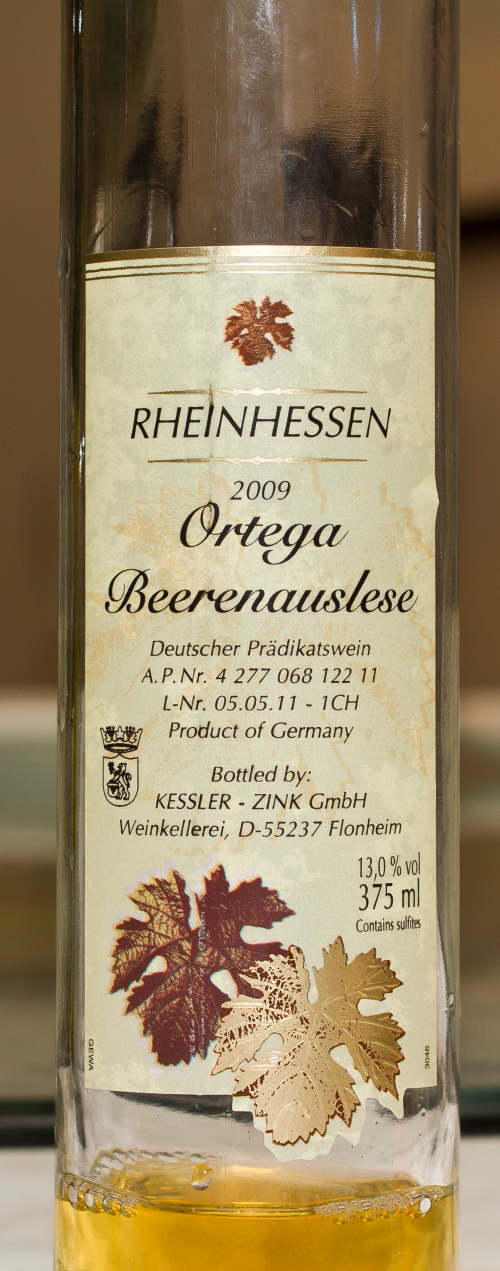 RHEINHESSEN
2009
Ortega
Beerenauslese
Deutscher Prädikatswein
A.P.Nr. 4 277 068 122 11
L-Nr. 05.05.11 - 1CH
Product of Germany
Bottled by:
KESSLER - ZINK GmbH
Weinkellerei, D-55237 Flonheim
13,0 % vol
375 ml
Contains sulfites
GEWA
3046